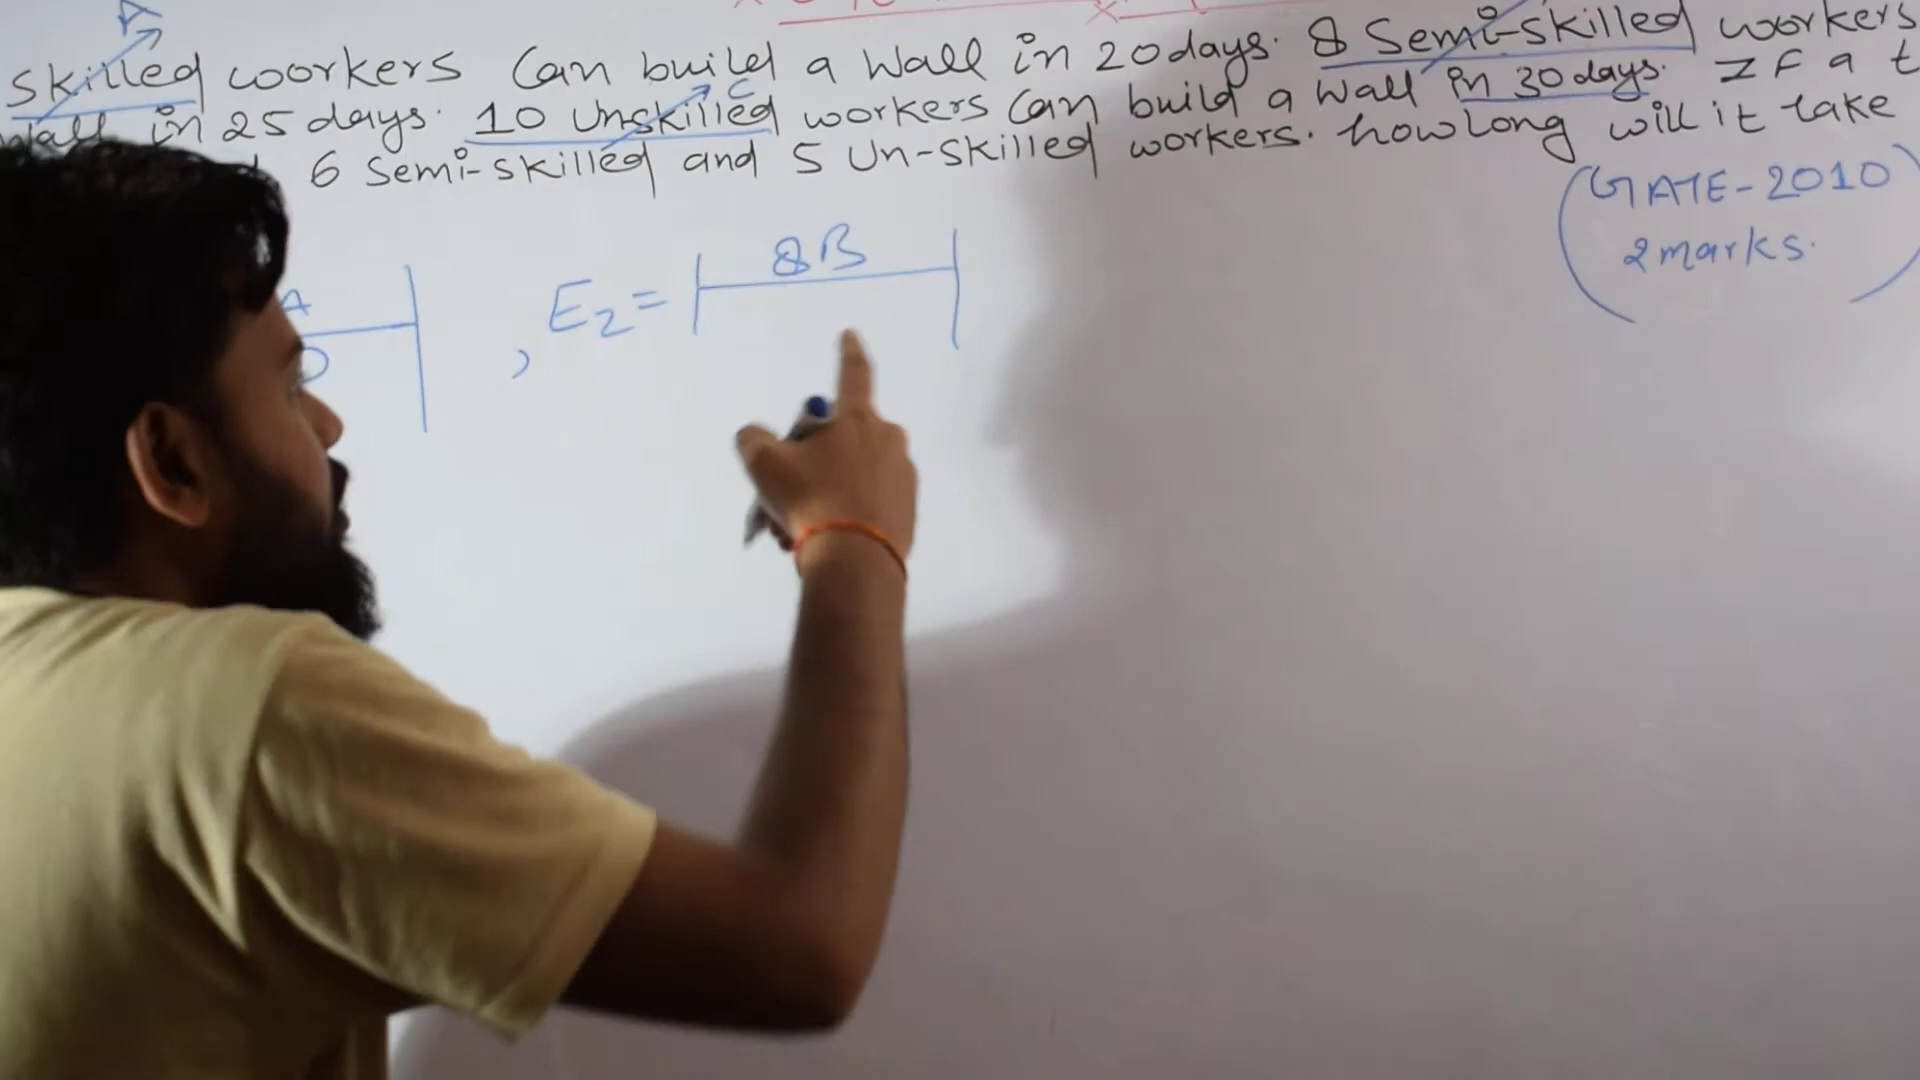 A
Skilled workers Can build a wall in 20 days. 8 Semi-skilled workers
wall in 25 days. 10 Unskilled workers Can build a wall in 30 days. IF a t
C
6 Semi-skilled and 5 Un-skilled workers. how long will it take
(GATE-2010
2 marks.)
A
, E2 = 8B